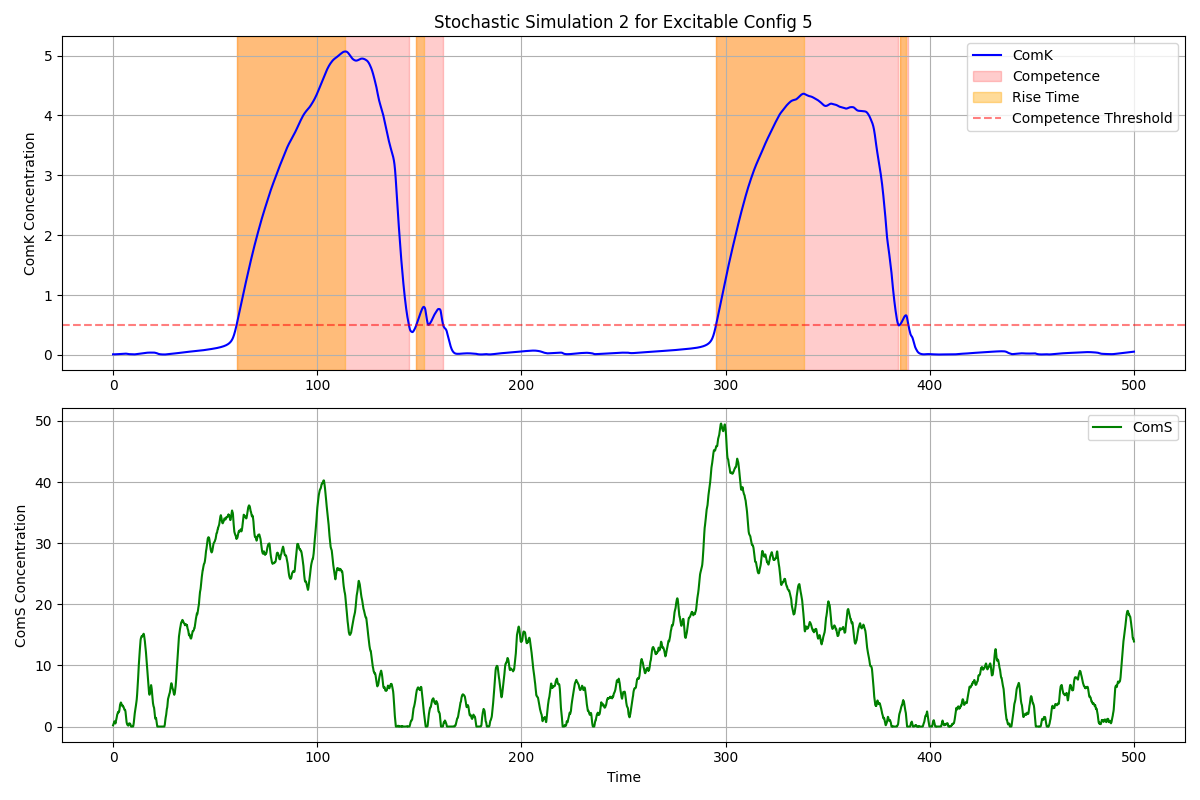 Stochastic Simulation 2 for Excitable Config 5
ComK Concentration
5
4
3
2
1
0
ComK
Competence
Rise Time
Competence Threshold
0 100 200 300 400 500
ComS Concentration
50
40
30
20
10
0
ComS
0 100 200 300 400 500
Time